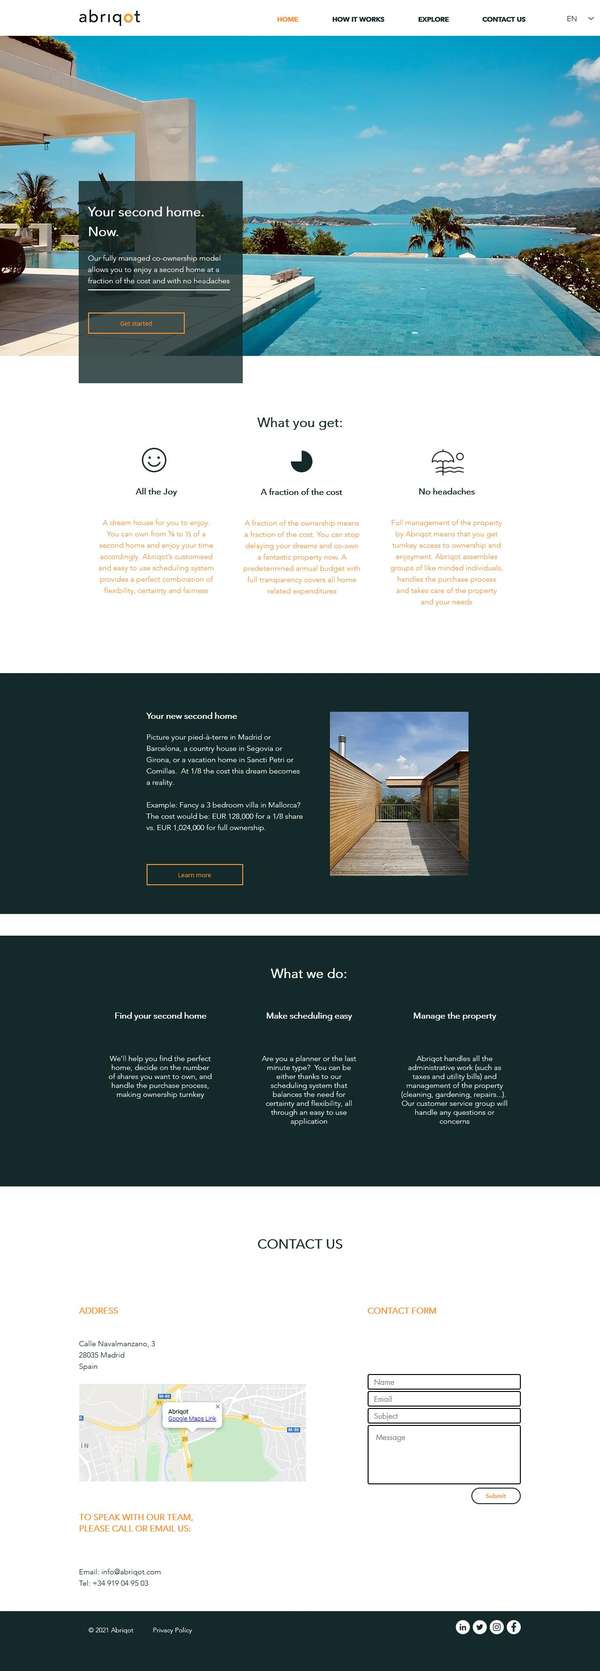 abriqot
HOME
HOW IT WORKS
EXPLORE
CONTACT US
EN
Your second home.
Now.
Our fully managed co-ownership model
allows you to enjoy a second home at a
fraction of the cost and with no headaches
Get started
What you get:
All the Joy
A dream house for you to enjoy.
You can own from ⅛ to ½ of a
second home and enjoy your time
accordingly. Abriqot's customised
and easy to use scheduling system
provides a perfect combination of
flexibility, certainty and fairness
A fraction of the cost
A fraction of the ownership means
a fraction of the cost. You can stop
delaying your dreams and co-own
a fantastic property now. A
predetermined annual budget with
full transparency covers all home
related expenditures
No headaches
Full management of the property
by Abriqot means that you get
turnkey access to ownership and
enjoyment. Abriqot assembles
groups of like minded individuals,
handles the purchase process
and takes care of the property
and your needs
Your new second home
Picture your pied-à-terre in Madrid or
Barcelona, a country house in Segovia or
Girona, or a vacation home in Sancti Petri or
Comillas.  At 1/8 the cost this dream becomes
a reality.
Example: Fancy a 3 bedroom villa in Mallorca?
The cost would be: EUR 128,000 for a 1/8 share
vs. EUR 1,024,000 for full ownership.
Learn more
What we do:
Find your second home
We'll help you find the perfect
home, decide on the number
of shares you want to own, and
handle the purchase process,
making ownership turnkey
Make scheduling easy
Are you a planner or the last
minute type?  You can be
either thanks to our
scheduling system that
balances the need for
certainty and flexibility, all
through an easy to use
application
Manage the property
Abriqot handles all the
administrative work (such as
taxes and utility bills) and
management of the property
(cleaning, gardening, repairs...).
Our customer service group will
handle any questions or
concerns
CONTACT US
ADDRESS
Calle Navalmanzano, 3
28035 Madrid
Spain
Abriqot
Google Maps Link
TO SPEAK WITH OUR TEAM,
PLEASE CALL OR EMAIL US:
Email: info@abriqot.com
Tel: +34 919 04 95 03
CONTACT FORM
Name
Email
Subject
Message
Submit
© 2021 Abriqot
Privacy Policy